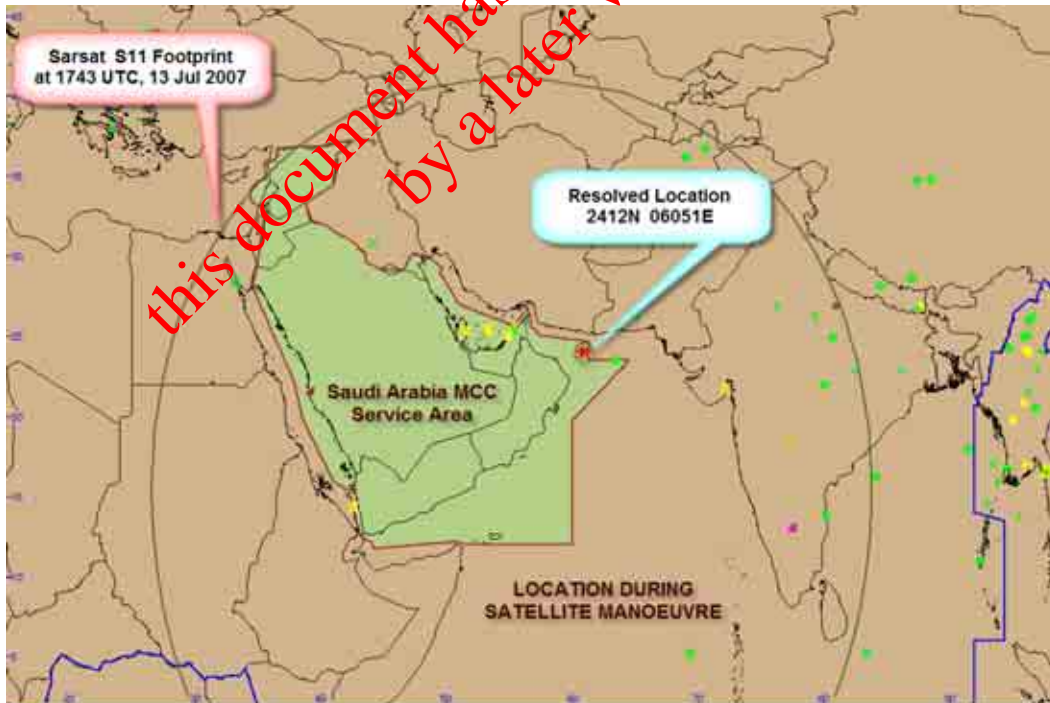 Sarsat S11 Footprint
at 1743 UTC, 13 Jul 2007
this document has
by a later v
Resolved Location
2412N 06051E
Saudi Arabia MCC
Service Area
LOCATION DURING
SATELLITE MANOEUVRE